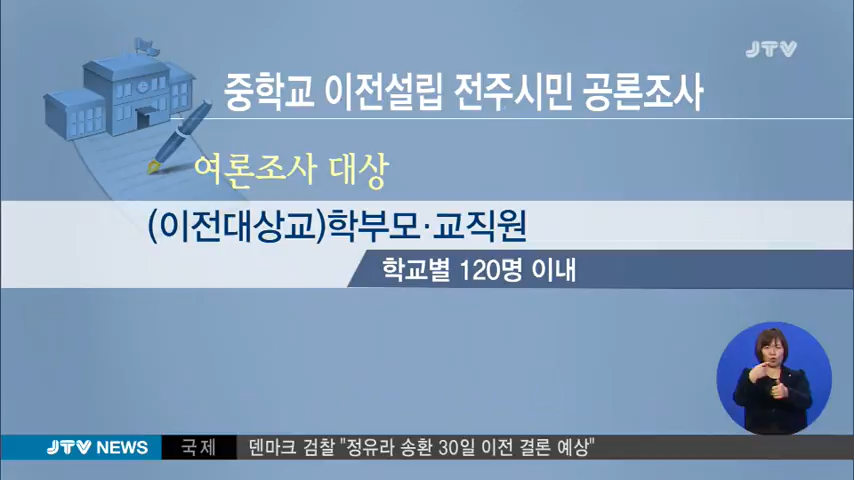 JTV
중학교 이전설립 전주시민 공론조사
여론조사 대상
(이전대상교)학부모·교직원
학교별 120명 이내
JTV NEWS 국제 덴마크 검찰 "정유라 송환 30일 이전 결론 예상"